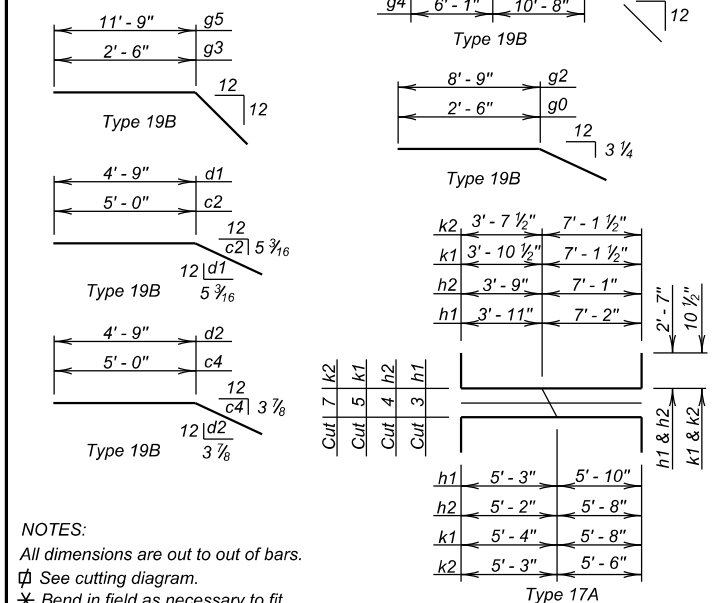 11' - 9" g5
2' - 6" g3
12
12
Type 19B
g4 6' - 1" 10' - 8"
12
Type 19B
8' - 9" g2
2' - 6" g0
12
3 1/4
Type 19B
4' - 9" d1
5' - 0" c2
12
c2 5 3/16
12 d1
5 3/16
Type 19B
4' - 9" d2
5' - 0" c4
12
c4 3 7/8
12 d2
3 7/8
Type 19B
k2 3' - 7 1/2" 7' - 1 1/2"
k1 3' - 10 1/2" 7' - 1 1/2"
h2 3' - 9" 7' - 1"
h1 3' - 11" 7' - 2"
2' - 7"
10 1/2"
Cut 7 k2
Cut 5 k1
Cut 4 h2
Cut 3 h1
h1 & h2
k1 & k2
h1 5' - 3" 5' - 10"
h2 5' - 2" 5' - 8"
k1 5' - 4" 5' - 8"
k2 5' - 3" 5' - 6"
Type 17A
NOTES:
All dimensions are out to out of bars.
See cutting diagram.
Bend in field as necessary to fit